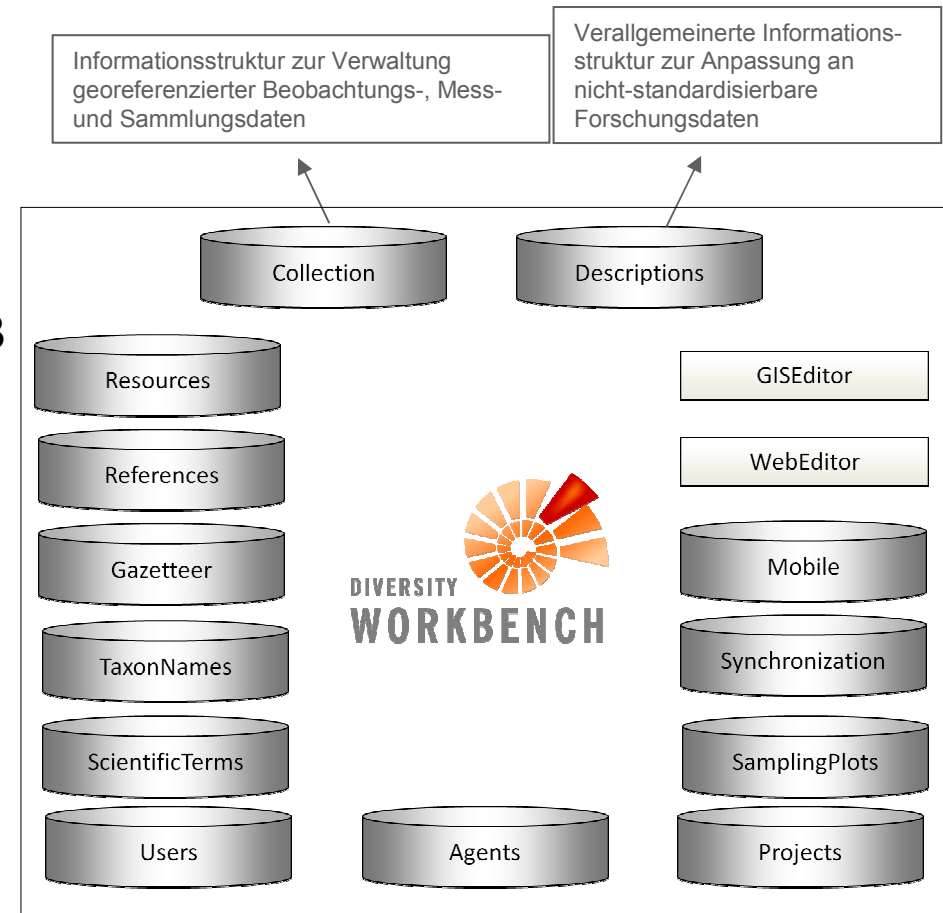 Informationsstruktur zur Verwaltung
georeferenzierter Beobachtungs-, Mess-
und Sammlungsdaten
Verallgemeinerte Informations-
struktur zur Anpassung an
nicht-standardisierbare
Forschungsdaten
Collection
Descriptions
Resources
References
Gazetteer
TaxonNames
ScientificTerms
Users
DIVERSITY
WORKBENCH
Agents
GISEditor
WebEditor
Mobile
Synchronization
SamplingPlots
Projects